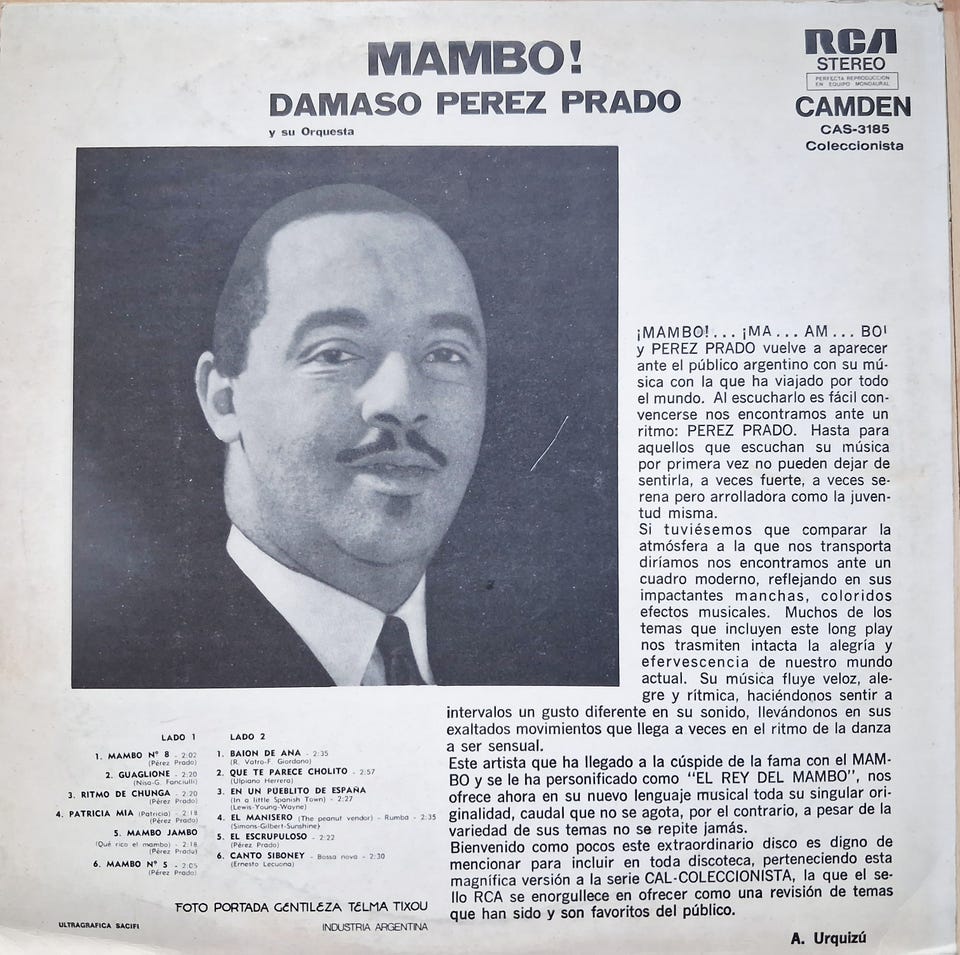 MAMBO!
DAMASO PEREZ PRADO
y su Orquesta
RCA
STEREO
PERFECTA REPRODUCCION
EN EQUIPO MONOAURAL
CAMDEN
CAS-3185
Coleccionista
¡MAMBO!... ¡MA... AM... BO!
y PEREZ PRADO vuelve a aparecer
ante el público argentino con su mú-
sica con la que ha viajado por todo
el mundo. Al escucharlo es fácil con-
vencerse nos encontramos ante un
ritmo: PEREZ PRADO. Hasta para
aquellos que escuchan su música
por primera vez no pueden dejar de
sentirla, a veces fuerte, a veces se-
rena pero arrolladora como la juven-
tud misma.
Si tuviésemos que comparar la
atmósfera a la que nos transporta
diríamos nos encontramos ante un
cuadro moderno, reflejando en sus
impactantes manchas, coloridos
efectos musicales. Muchos de los
temas que incluyen este long play
nos trasmiten intacta la alegría y
efervescencia de nuestro mundo
actual. Su música fluye veloz, ale-
gre y rítmica, haciéndonos sentir a
intervalos un gusto diferente en su sonido, llevándonos en sus
exaltados movimientos que llega a veces en el ritmo de la danza
a ser sensual.
Este artista que ha llegado a la cúspide de la fama con el MAM-
BO y se le ha personificado como "EL REY DEL MAMBO", nos
ofrece ahora en su nuevo lenguaje musical toda su singular ori-
ginalidad, caudal que no se agota, por el contrario, a pesar de la
variedad de sus temas no se repite jamás.
Bienvenido como pocos este extraordinario disco es digno de
mencionar para incluir en toda discoteca, perteneciendo esta
magnífica versión a la serie CAL-COLECCIONISTA, la que el se-
llo RCA se enorgullece en ofrecer como una revisión de temas
que han sido y son favoritos del público.
A. Urquizú
LADO 1
1. MAMBO Nº 8 - 2:02
(Pérez Prado)
2. GUAGLIONE - 2:20
(Nisa-G. Fanciulli)
3. RITMO DE CHUNGA - 2:20
(Pérez Prado)
4. PATRICIA MIA (Patricia) - 2:18
(Pérez Prado)
5. MAMBO JAMBO
(Qué rico el mambo) - 2:18
(Pérez Prado)
6. MAMBO Nº 5 - 2:05
(Pérez Prado)
LADO 2
1. BAION DE ANA - 2:35
(R. Vatro-F. Giordano)
2. QUE TE PARECE CHOLITO - 2:57
(Ulpiano Herrera)
3. EN UN PUEBLITO DE ESPAÑA
(In a little Spanish Town) - 2:27
(Lewis-Young-Wayne)
4. EL MANISERO (The peanut vendor) - Rumba - 2:35
(Simons-Gilbert-Sunshine)
5. EL ESCRUPULOSO - 2:22
(Pérez Prado)
6. CANTO SIBONEY - Bossa nova - 2:30
(Ernesto Lecuona)
FOTO PORTADA GENTILEZA TELMA TIXOU
ULTRAGRAFICA SACIFI
INDUSTRIA ARGENTINA